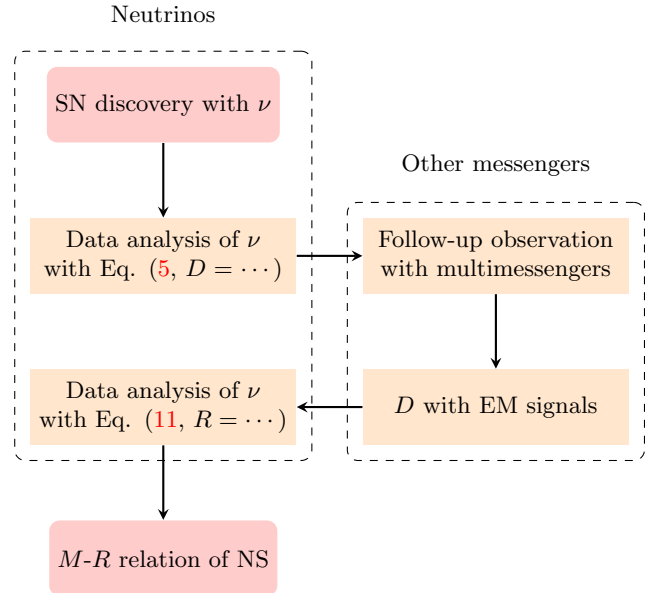 Neutrinos
SN discovery with ν
Data analysis of ν
with Eq. (5, D = ⋯)
Other messengers
Follow-up observation
with multimessengers
D with EM signals
Data analysis of ν
with Eq. (11, R = ⋯)
M-R relation of NS